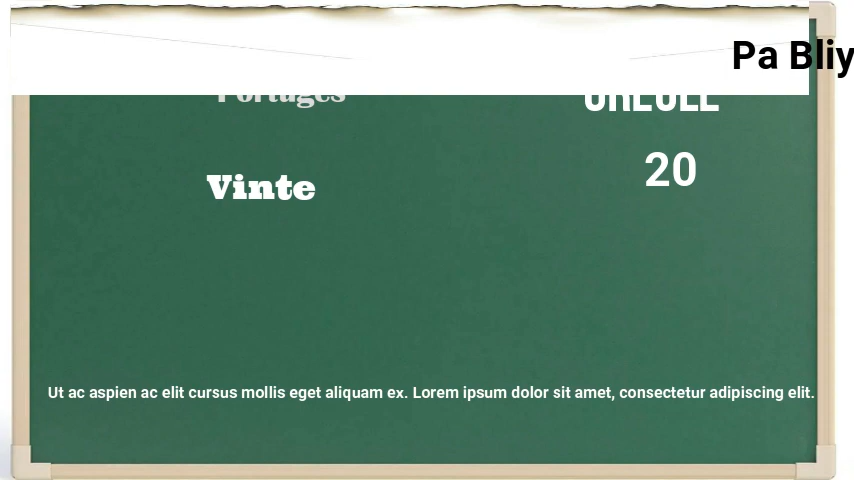 Pa Bliy
Portugês
Vinte
20
Ut ac aspien ac elit cursus mollis eget aliquam ex. Lorem ipsum dolor sit amet, consectetur adipiscing elit.